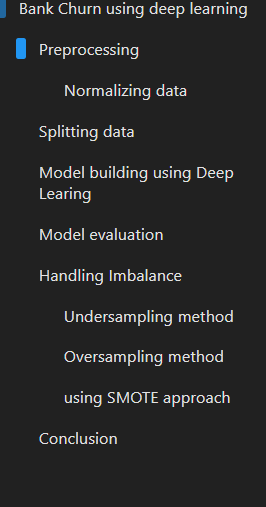 Bank Churn using deep learning
Preprocessing
Normalizing data
Splitting data
Model building using Deep
Learing
Model evaluation
Handling Imbalance
Undersampling method
Oversampling method
using SMOTE approach
Conclusion